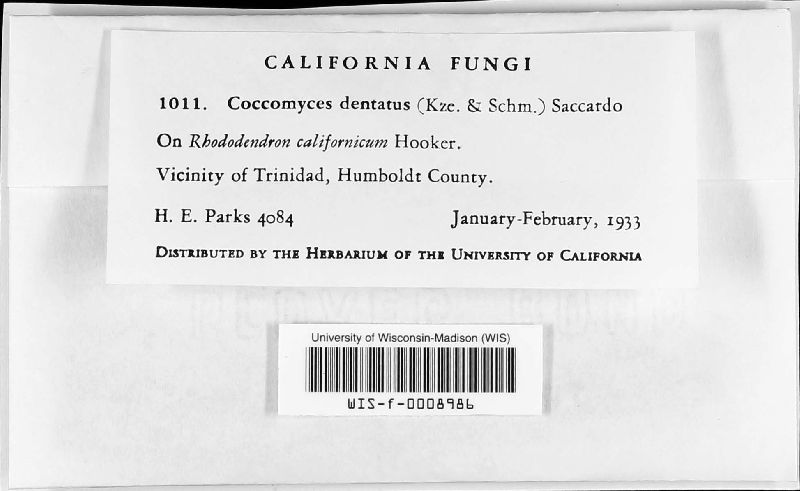 CALIFORNIA FUNGI
1011. Coccomyces dentatus (Kze. & Schm.) Saccardo
On Rhododendron californicum Hooker.
Vicinity of Trinidad, Humboldt County.
H. E. Parks 4084 January-February, 1933
Distributed by the Herbarium of the University of California
University of Wisconsin-Madison (WIS)
WIS-f-0008986